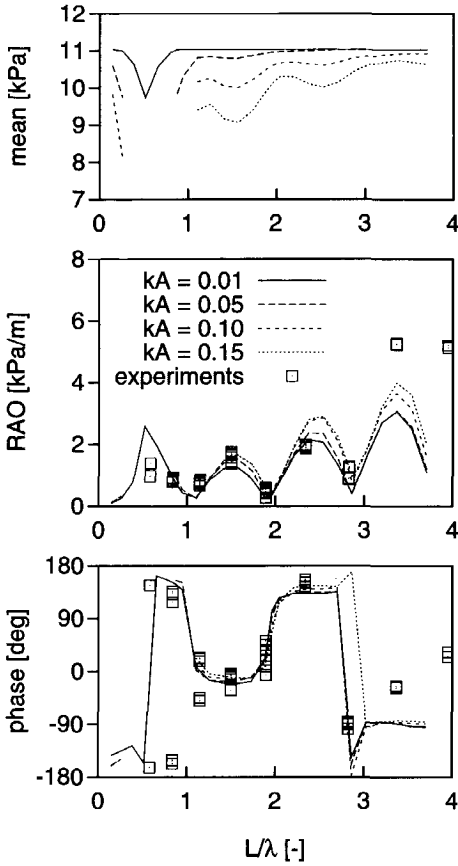 12
11
10
9
8
7
mean [kPa]
0 1 2 3 4
8
6
4
2
0
RAO [kPa/m]
kA = 0.01
kA = 0.05
kA = 0.10
kA = 0.15
experiments
0 1 2 3 4
180
90
0
-90
-180
phase [deg]
0 1 2 3 4
L/λ [-]